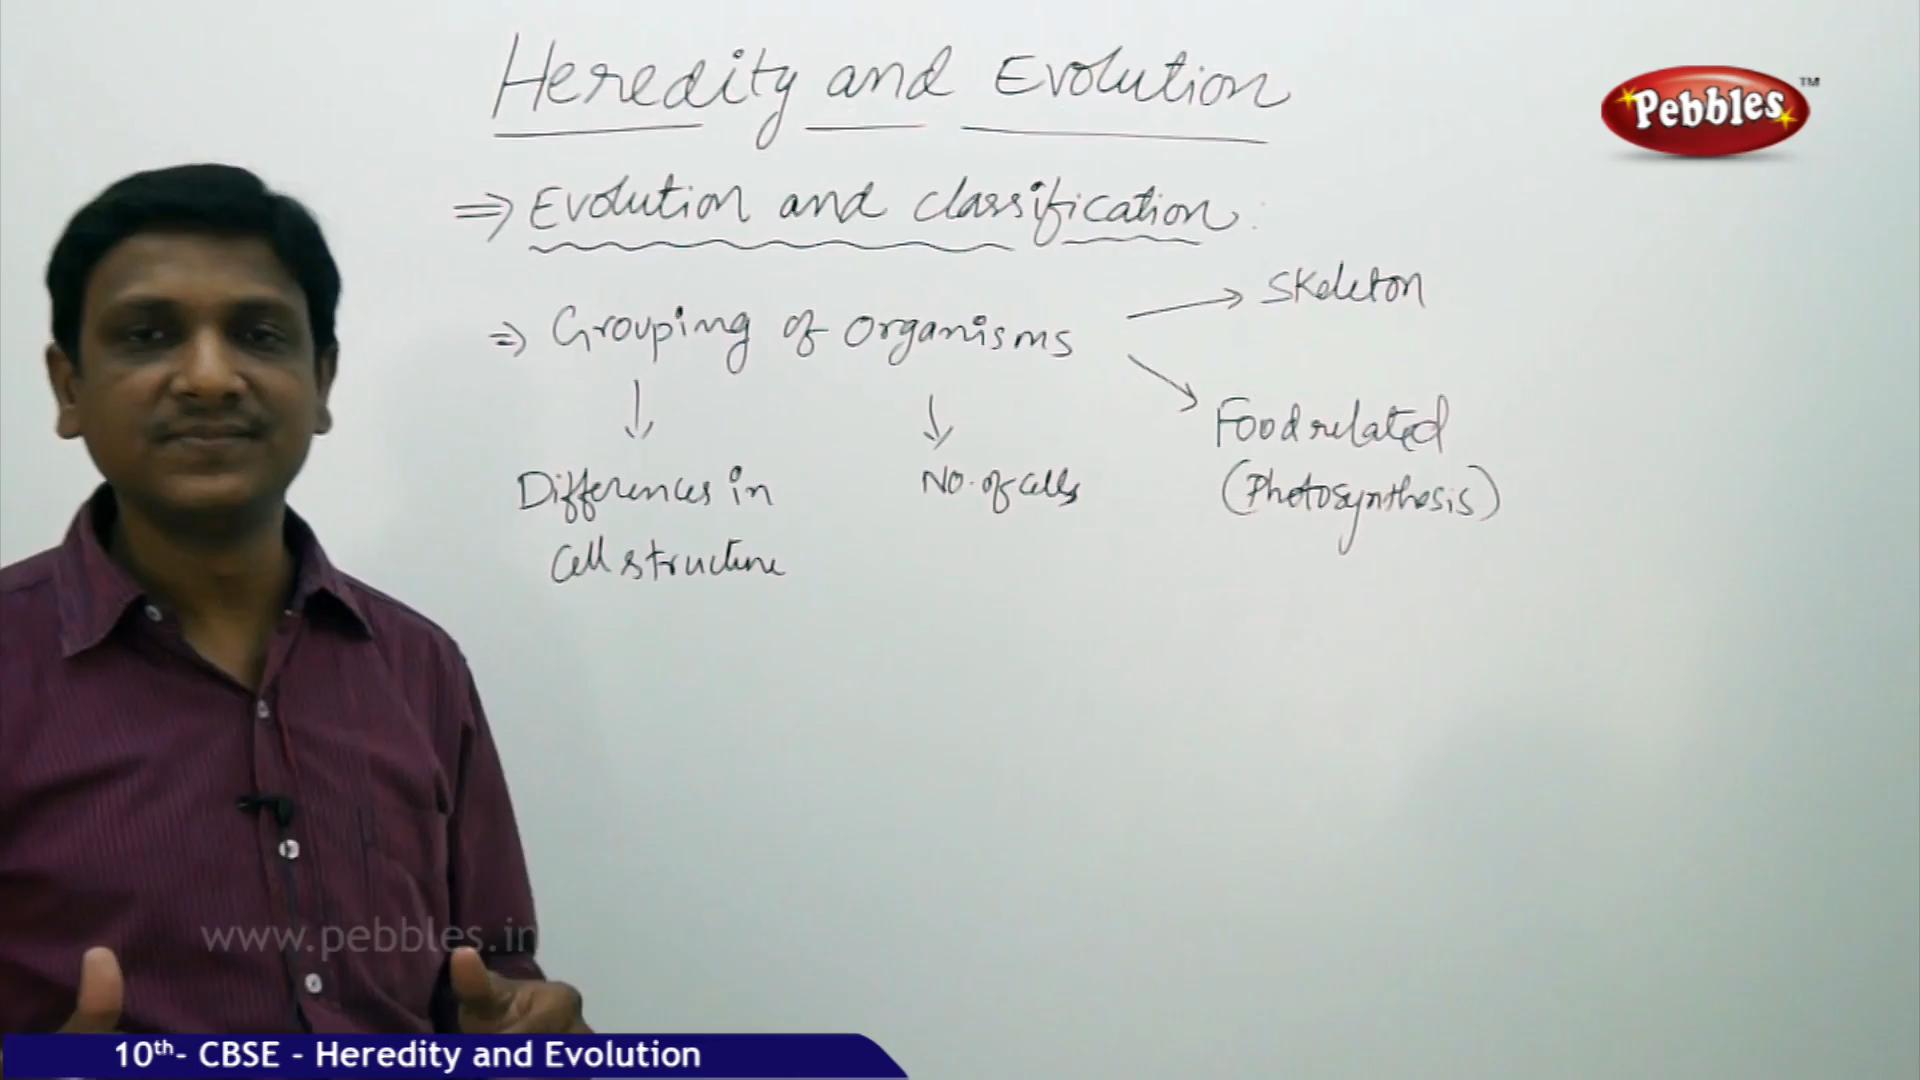 Heredity and Evolution
Pebbles TM
⇒ Evolution and classification:
⇒ Grouping of organisms
→ Skeleton
Food related
(Photosynthesis)
Differences in
Cell structure
No. of cells
www.pebbles.in
10th- CBSE - Heredity and Evolution